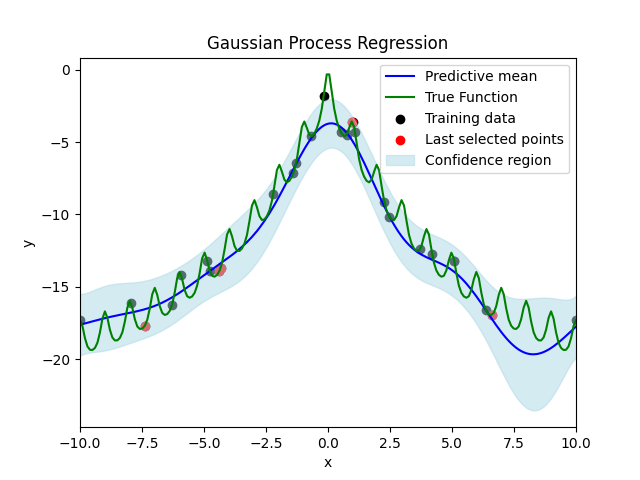 Gaussian Process Regression
0
−5
−10
−15
−20
y
Predictive mean
True Function
Training data
Last selected points
Confidence region
−10.0 −7.5 −5.0 −2.5 0.0 2.5 5.0 7.5 10.0
x